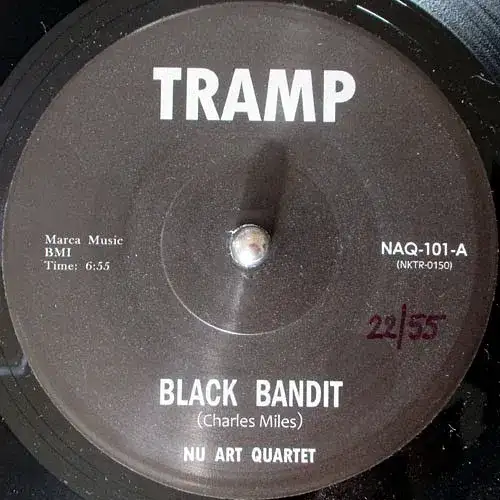 TRAMP
Marca Music
BMI
Time: 6:55
NAQ-101-A
(NKTR-0150)
22/55
BLACK BANDIT
(Charles Miles)
NU ART QUARTET